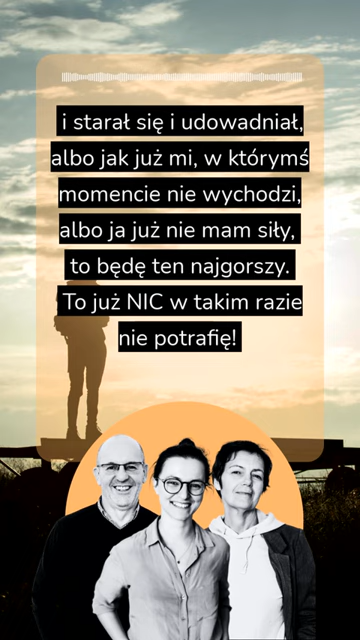 i starał się i udowadniał,
albo jak już mi, w którymś
momencie nie wychodzi,
albo ja już nie mam siły,
to będę ten najgorszy.
To już NIC w takim razie
nie potrafię!